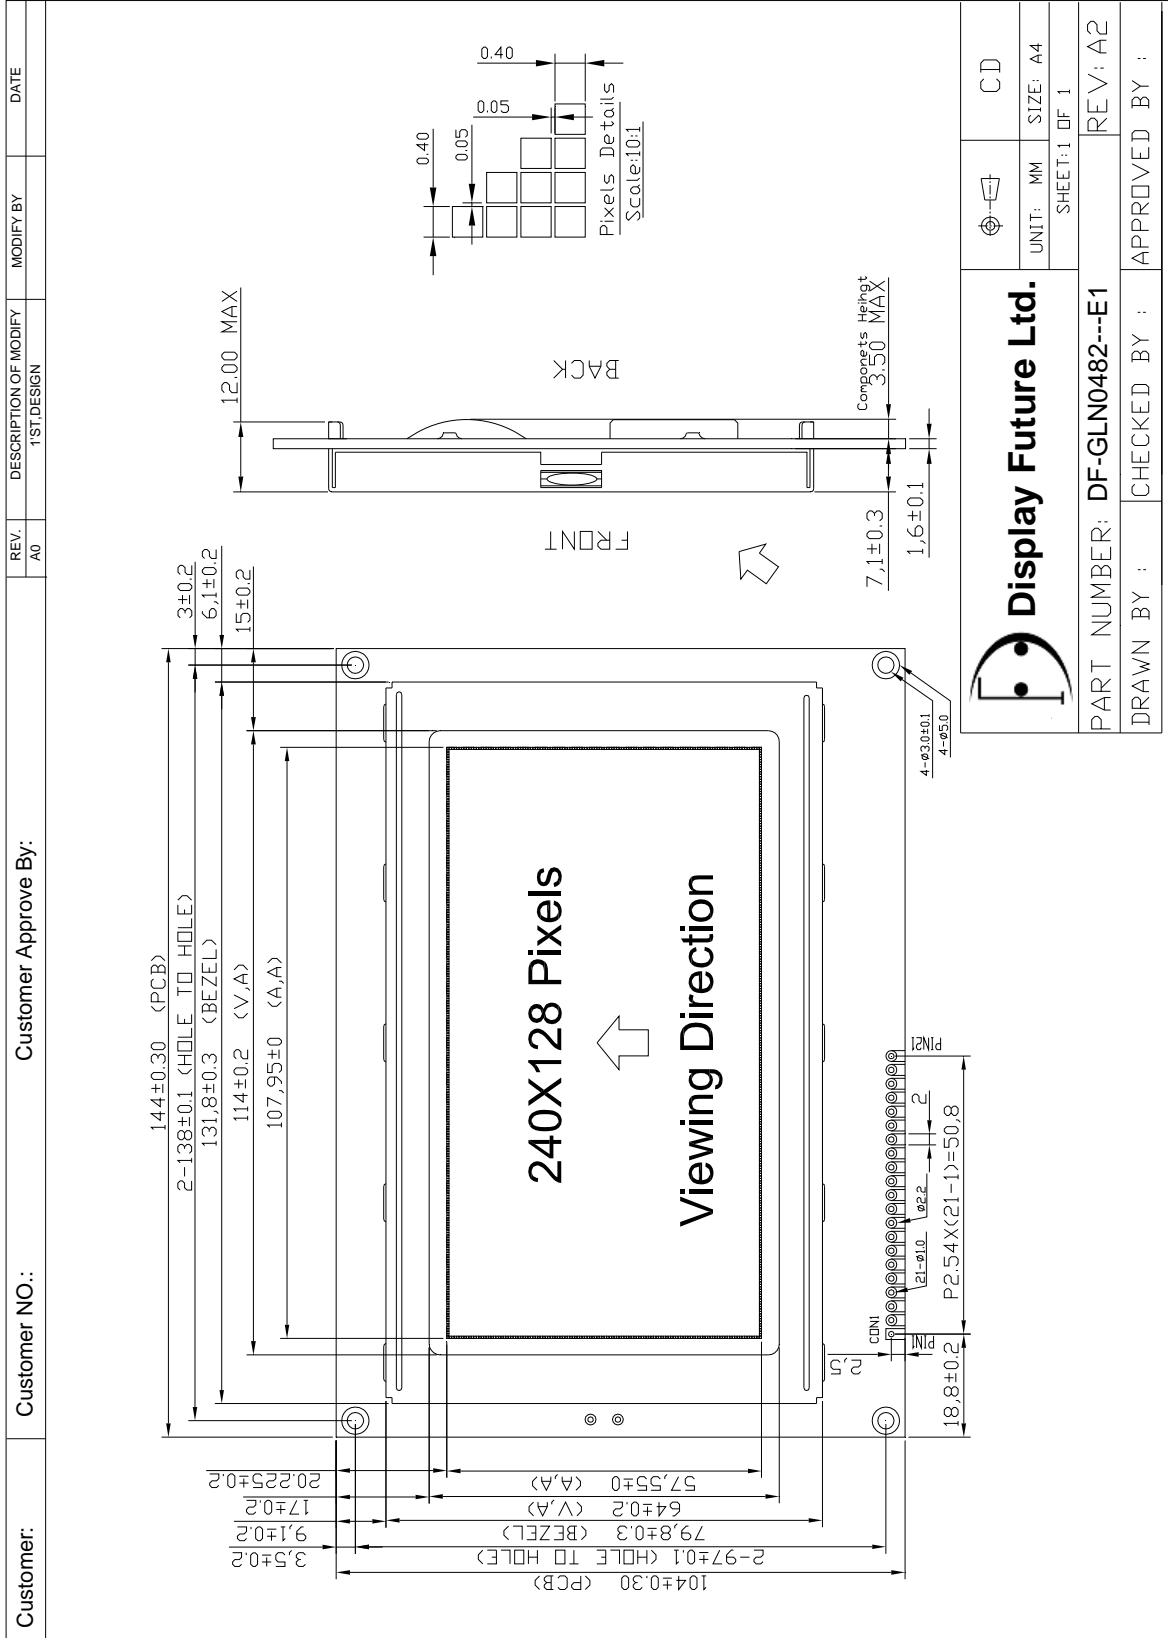 Customer:
Customer NO.:
Customer Approve By:
REV.
DESCRIPTION OF MODIFY
MODIFY BY
DATE
A0
1'ST,DESIGN
144±0.30 (PCB)
2-138±0.1 (HOLE TO HOLE)
131,8±0.3 (BEZEL)
114±0.2 (V,A)
107,95±0 (A,A)
3±0.2
6,1±0.2
15±0.2
20.225±0.2
17±0.2
9,1±0.2
3,5±0.2
57,55±0 (A,A)
64±0.2 (V,A)
79,8±0.3 (BEZEL)
2-97±0.1 (HOLE TO HOLE)
104±0.30 (PCB)
240X128 Pixels
Viewing Direction
4-ø3.0±0.1
4-ø5.0
CON1
PIN1
PIN21
2,5
18,8±0.2
21-ø1.0
ø2.2
2
P2.54X(21-1)=50,8
12.00 MAX
FRONT
BACK
Componets Heihgt
3.50 MAX
7,1±0.3
1,6±0.1
0.40
0.05
0.05
0.40
Pixels Details
Scale:10:1
Display Future Ltd.
CD
UNIT: MM
SIZE: A4
SHEET:1 OF 1
PART NUMBER: DF-GLN0482---E1
REV: A2
DRAWN BY :
CHECKED BY :
APPROVED BY :